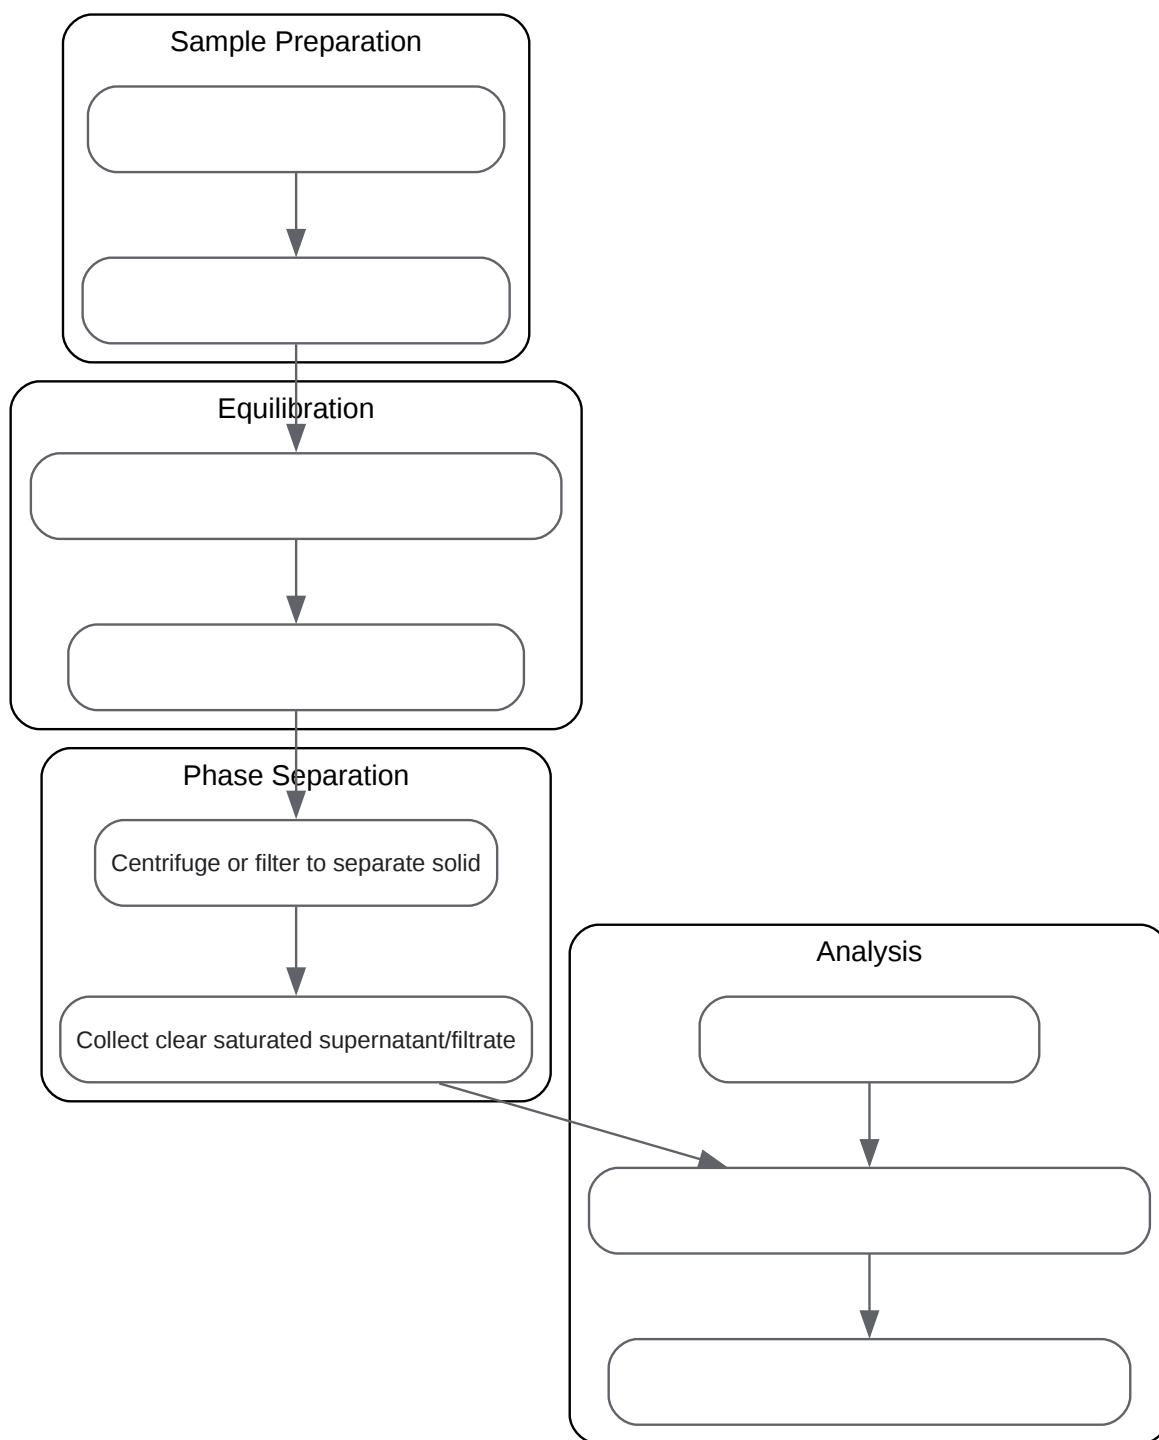 Sample Preparation
Equilibration
Phase Separation
Centrifuge or filter to separate solid
Collect clear saturated supernatant/filtrate
Analysis